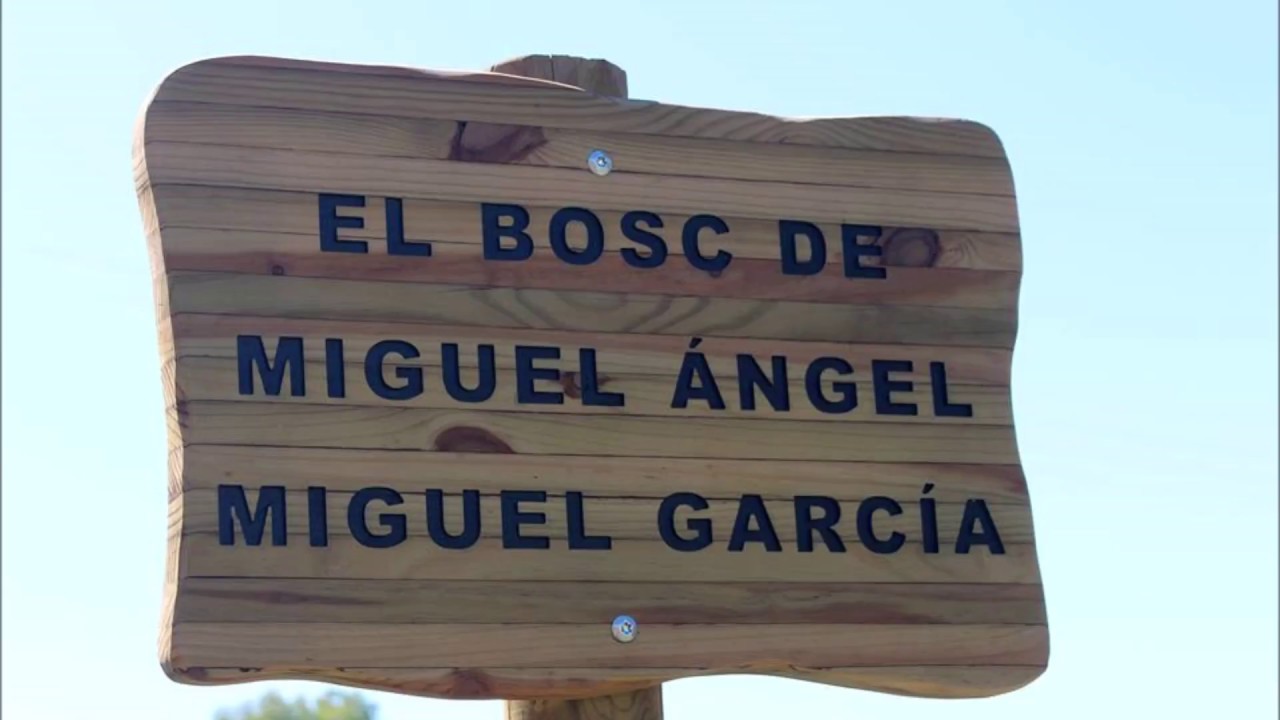 EL BOSC DE
MIGUEL ÁNGEL
MIGUEL GARCÍA